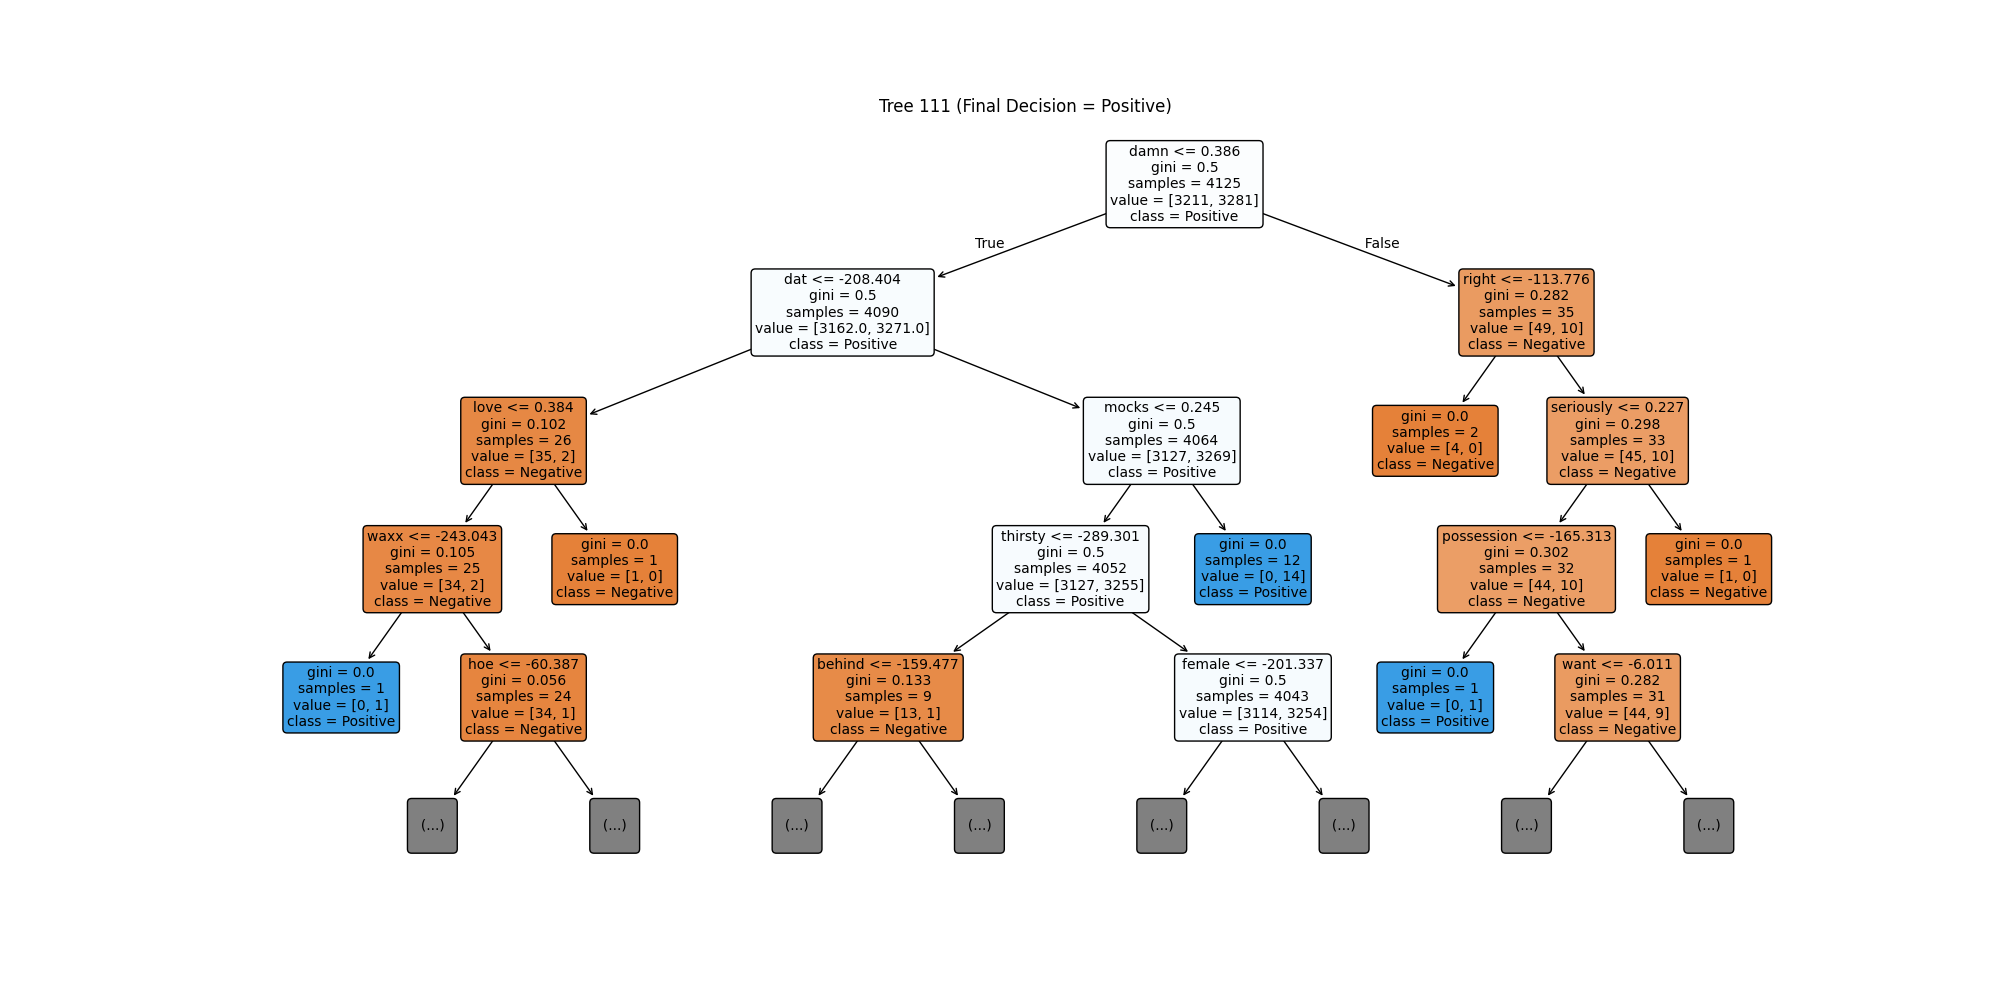 Tree 111 (Final Decision = Positive)
damn <= 0.386
gini = 0.5
samples = 4125
value = [3211, 3281]
class = Positive
True
False
dat <= -208.404
gini = 0.5
samples = 4090
value = [3162.0, 3271.0]
class = Positive
right <= -113.776
gini = 0.282
samples = 35
value = [49, 10]
class = Negative
love <= 0.384
gini = 0.102
samples = 26
value = [35, 2]
class = Negative
mocks <= 0.245
gini = 0.5
samples = 4064
value = [3127, 3269]
class = Positive
gini = 0.0
samples = 2
value = [4, 0]
class = Negative
seriously <= 0.227
gini = 0.298
samples = 33
value = [45, 10]
class = Negative
waxx <= -243.043
gini = 0.105
samples = 25
value = [34, 2]
class = Negative
gini = 0.0
samples = 1
value = [1, 0]
class = Negative
thirsty <= -289.301
gini = 0.5
samples = 4052
value = [3127, 3255]
class = Positive
gini = 0.0
samples = 12
value = [0, 14]
class = Positive
possession <= -165.313
gini = 0.302
samples = 32
value = [44, 10]
class = Negative
gini = 0.0
samples = 1
value = [1, 0]
class = Negative
gini = 0.0
samples = 1
value = [0, 1]
class = Positive
hoe <= -60.387
gini = 0.056
samples = 24
value = [34, 1]
class = Negative
behind <= -159.477
gini = 0.133
samples = 9
value = [13, 1]
class = Negative
female <= -201.337
gini = 0.5
samples = 4043
value = [3114, 3254]
class = Positive
gini = 0.0
samples = 1
value = [0, 1]
class = Positive
want <= -6.011
gini = 0.282
samples = 31
value = [44, 9]
class = Negative
(...)
(...)
(...)
(...)
(...)
(...)
(...)
(...)